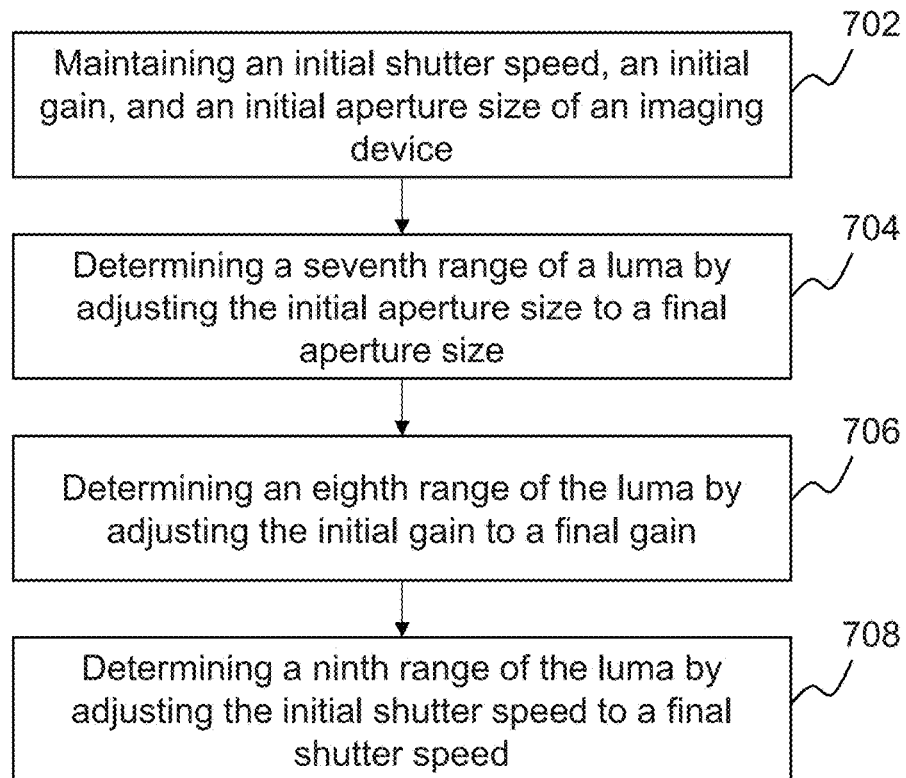 702
Maintaining an initial shutter speed, an initial
gain, and an initial aperture size of an imaging
device
704
Determining a seventh range of a luma by
adjusting the initial aperture size to a final
aperture size
706
Determining an eighth range of the luma by
adjusting the initial gain to a final gain
708
Determining a ninth range of the luma by
adjusting the initial shutter speed to a final
shutter speed